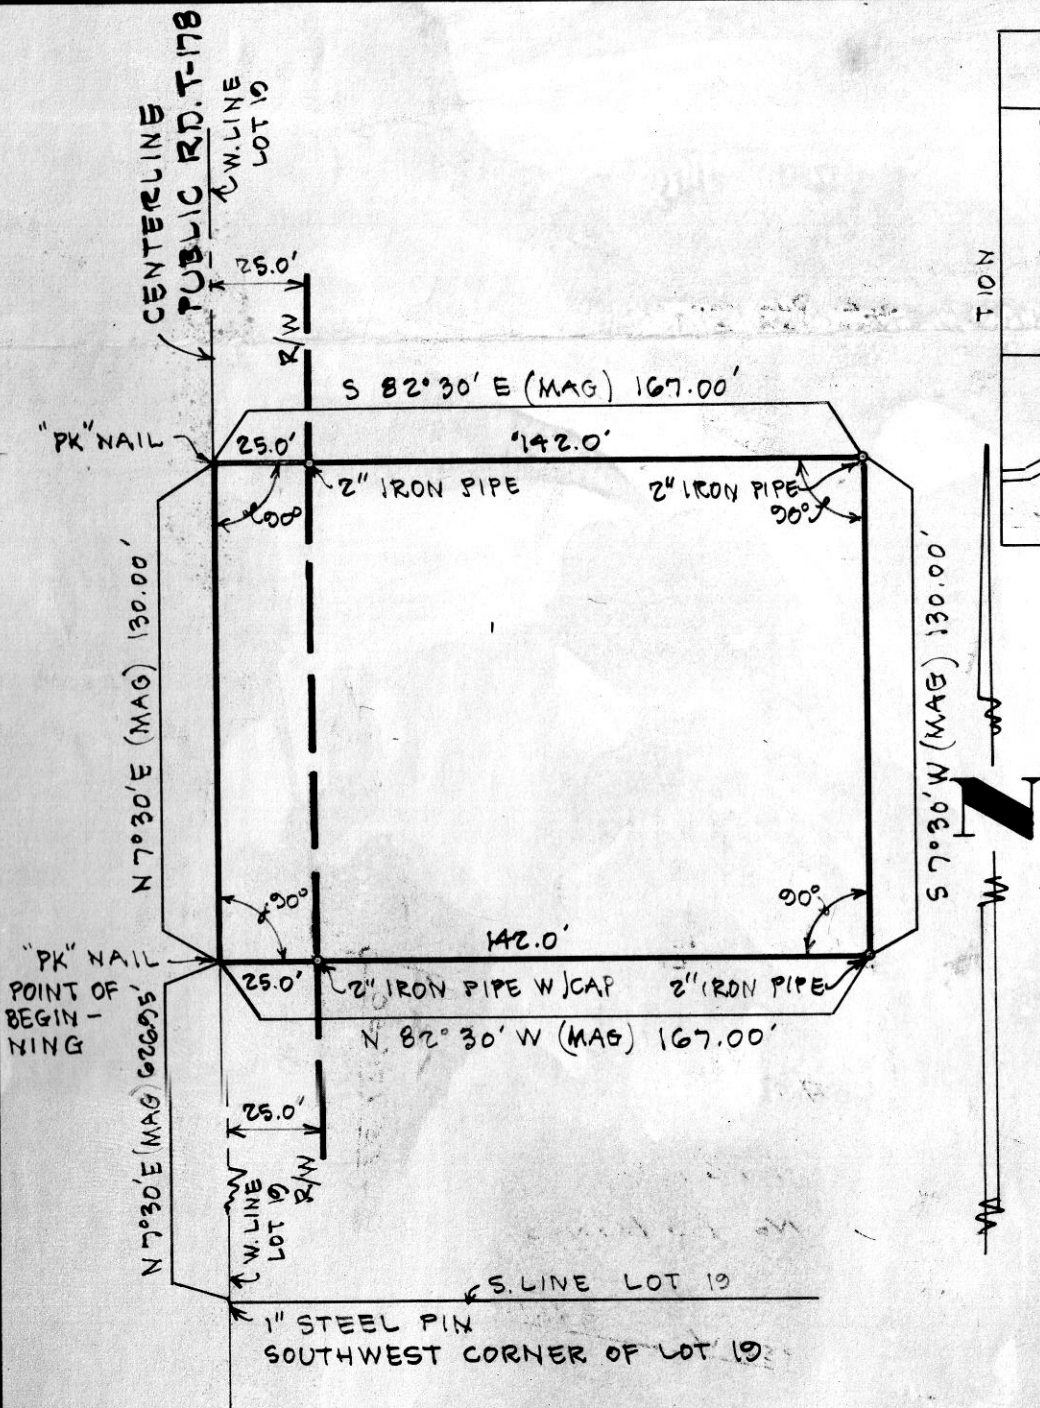 CENTERLINE
PUBLIC RD. T-178
W. LINE
LOT 19
25.0'
R/W
TION
S 82°30' E (MAG) 167.00'
"PK" NAIL
25.0'
142.0'
2" IRON PIPE
2" IRON PIPE
90°
90°
N 7°30' E (MAG) 130.00'
S 7°30' W (MAG) 130.00'
N
90°
90°
"PK" NAIL
POINT OF
BEGIN-
NING
142.0'
25.0'
2" IRON PIPE W/CAP
2" IRON PIPE
N 82°30' W (MAG) 167.00'
N 7°30' E (MAG)
25.0'
R/W
W. LINE
LOT 19
S. LINE LOT 19
1" STEEL PIN
SOUTHWEST CORNER OF LOT 19